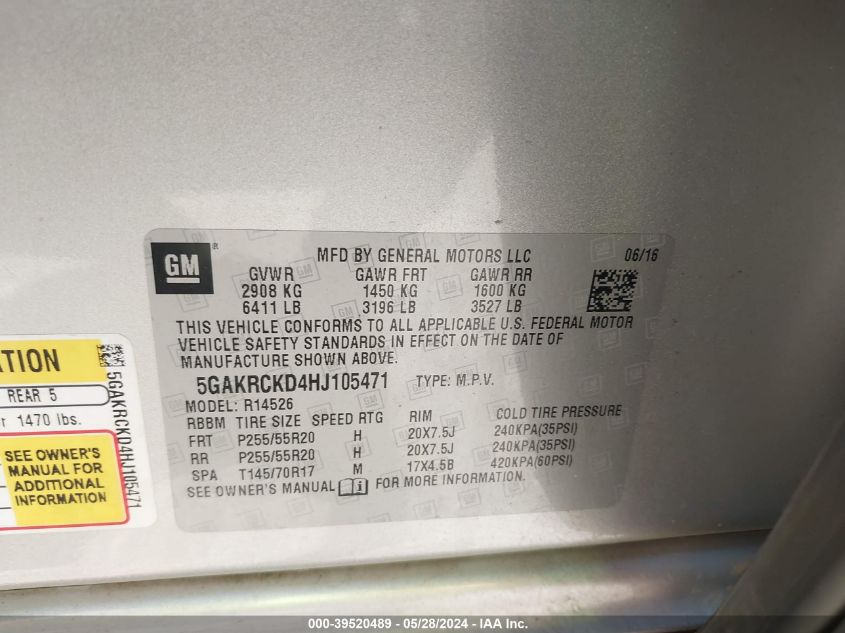 GM ®
MFD BY GENERAL MOTORS LLC 06/16
GVWR GAWR FRT GAWR RR
2908 KG 1450 KG 1600 KG
6411 LB 3196 LB 3527 LB
THIS VEHICLE CONFORMS TO ALL APPLICABLE U.S. FEDERAL MOTOR
VEHICLE SAFETY STANDARDS IN EFFECT ON THE DATE OF
MANUFACTURE SHOWN ABOVE.
5GAKRCKD4HJ105471 TYPE: M.P.V.
MODEL: R14526
RBBM TIRE SIZE SPEED RTG RIM COLD TIRE PRESSURE
FRT P255/55R20 H 20X7.5J 240KPA(35PSI)
RR P255/55R20 H 20X7.5J 240KPA(35PSI)
SPA T145/70R17 M 17X4.5B 420KPA(60PSI)
SEE OWNER'S MANUAL FOR MORE INFORMATION.
ATION
REAR 5
r 1470 lbs.
SEE OWNER'S
MANUAL FOR
ADDITIONAL
INFORMATION
5GAKRCKD4HJ105471
000-39520489 - 05/28/2024 - IAA Inc.